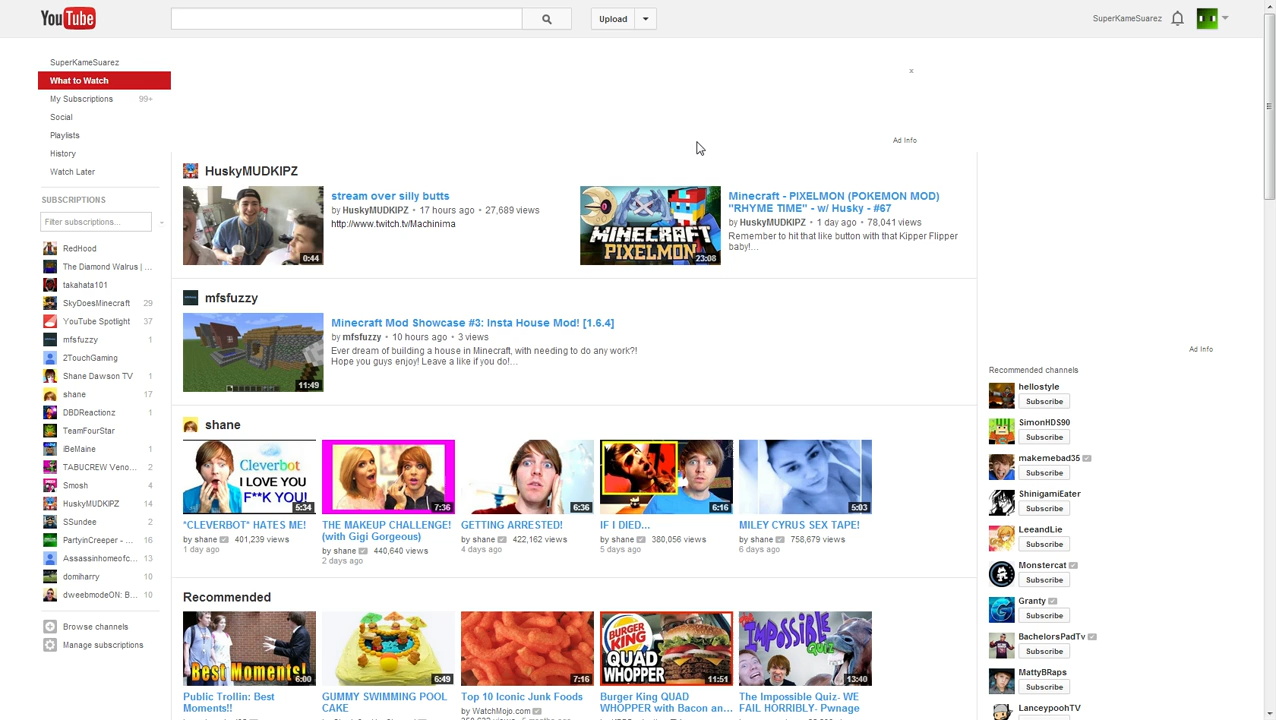 YouTube
Upload
SuperKameSuarez
SuperKameSuarez
What to Watch
My Subscriptions 99+
Social
Playlists
History
Watch Later
SUBSCRIPTIONS
Filter subscriptions...
RedHood
The Diamond Walrus | ...
takahata101
SkyDoesMinecraft 29
YouTube Spotlight 37
mfsfuzzy 1
2TouchGaming
Shane Dawson TV 1
shane 17
DBDReactionz 1
TeamFourStar
iBeMaine 1
TABUCREW Veno... 2
Smosh 4
HuskyMUDKIPZ 14
SSundee 2
PartyinCreeper - ... 16
Assassinhomeofc... 13
domiharry 10
dweebmodeON: B... 10
Browse channels
Manage subscriptions
x
Ad Info
HuskyMUDKIPZ
0:44
stream over silly butts
by HuskyMUDKIPZ • 17 hours ago • 27,689 views
http://www.twitch.tv/Machinima
MINECRAFT
PIXELMON
23:08
Minecraft - PIXELMON (POKEMON MOD)
"RHYME TIME" - w/ Husky - #67
by HuskyMUDKIPZ • 1 day ago • 78,041 views
Remember to hit that like button with that Kipper Flipper
baby!...
mfsfuzzy
11:49
Minecraft Mod Showcase #3: Insta House Mod! [1.6.4]
by mfsfuzzy • 10 hours ago • 3 views
Ever dream of building a house in Minecraft, with needing to do any work?!
Hope you guys enjoy! Leave a like if you do!...
shane
Cleverbot
I LOVE YOU
F**K YOU!
5:34
*CLEVERBOT* HATES ME!
by shane 401,239 views
1 day ago
7:36
THE MAKEUP CHALLENGE!
(with Gigi Gorgeous)
by shane 440,640 views
2 days ago
6:36
GETTING ARRESTED!
by shane 422,162 views
4 days ago
6:16
IF I DIED...
by shane 380,056 views
5 days ago
5:03
MILEY CYRUS SEX TAPE!
by shane 758,679 views
6 days ago
Recommended
Best Moments!
6:00
Public Trollin: Best
Moments!!
6:49
GUMMY SWIMMING POOL
CAKE
7:16
Top 10 Iconic Junk Foods
by WatchMojo.com
BURGER
KING
QUAD
WHOPPER
11:51
Burger King QUAD
WHOPPER with Bacon an...
IMPOSSIBLE
QUIZ
13:40
The Impossible Quiz- WE
FAIL HORRIBLY- Pwnage
Ad Info
Recommended channels
hellostyle
Subscribe
SimonHDS90
Subscribe
makemebad35
Subscribe
ShinigamiEater
Subscribe
LeeandLie
Subscribe
Monstercat
Subscribe
Granty
Subscribe
BachelorsPadTv
Subscribe
MattyBRaps
Subscribe
LanceypoohTV